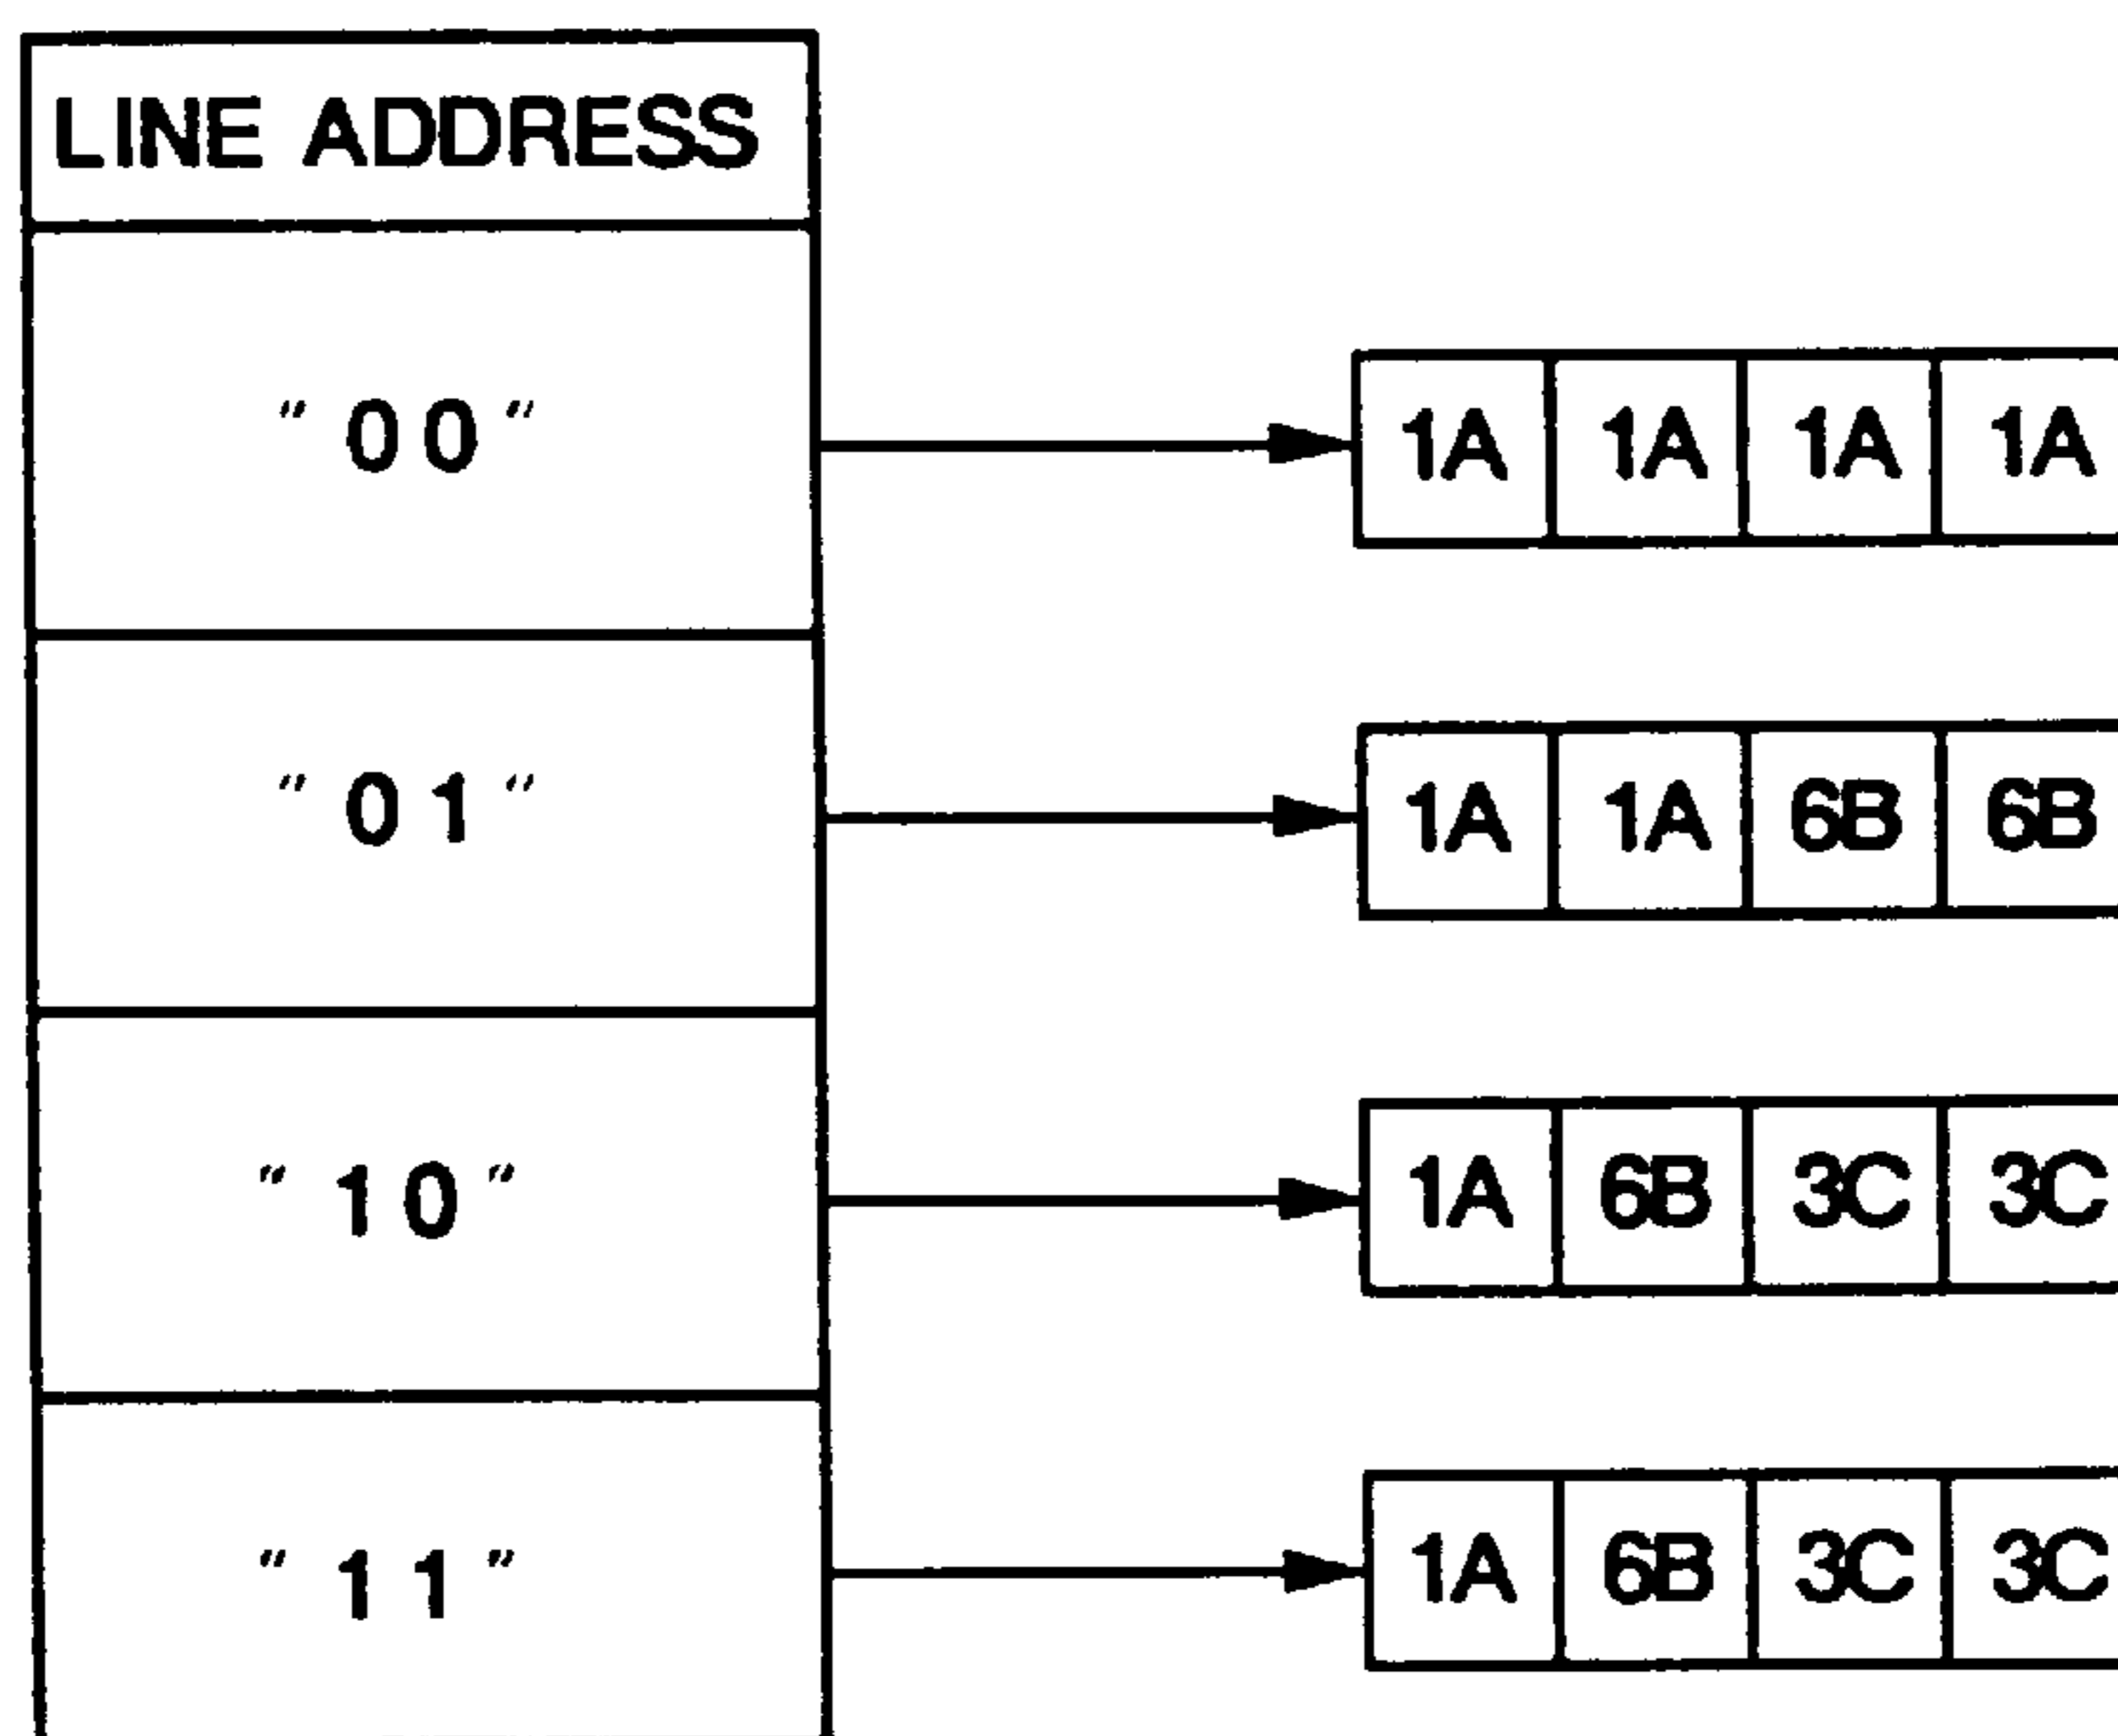 LINE ADDRESS
"00" 1A 1A 1A 1A
"01" 1A 1A 6B 6B
"10" 1A 6B 3C 3C
"11" 1A 6B 3C 3C